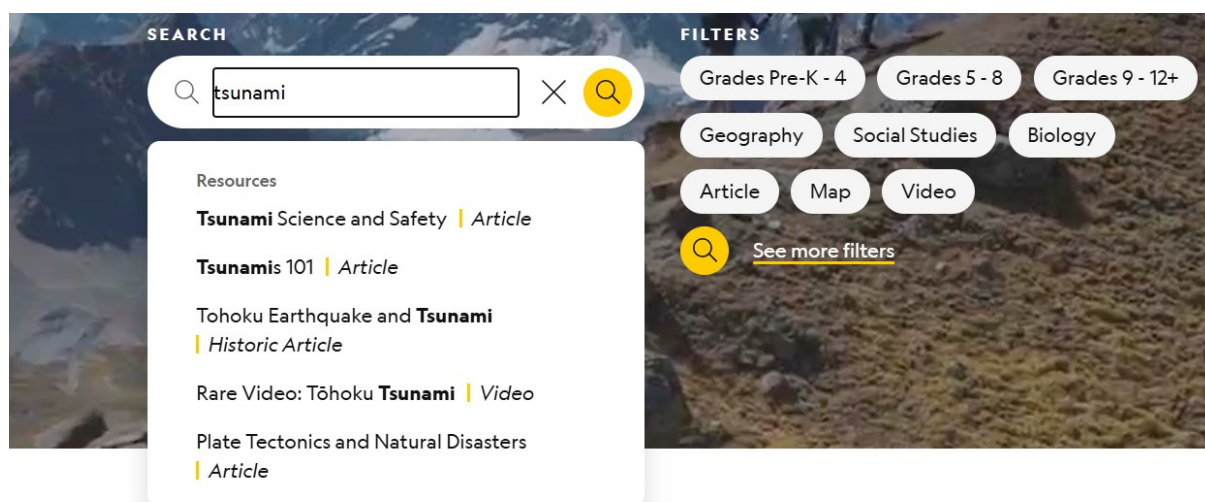 SEARCH
tsunami
Resources
Tsunami Science and Safety | Article
Tsunamis 101 | Article
Tohoku Earthquake and Tsunami
| Historic Article
Rare Video: Tōhoku Tsunami | Video
Plate Tectonics and Natural Disasters
| Article
FILTERS
Grades Pre-K - 4 Grades 5 - 8 Grades 9 - 12+
Geography Social Studies Biology
Article Map Video
See more filters